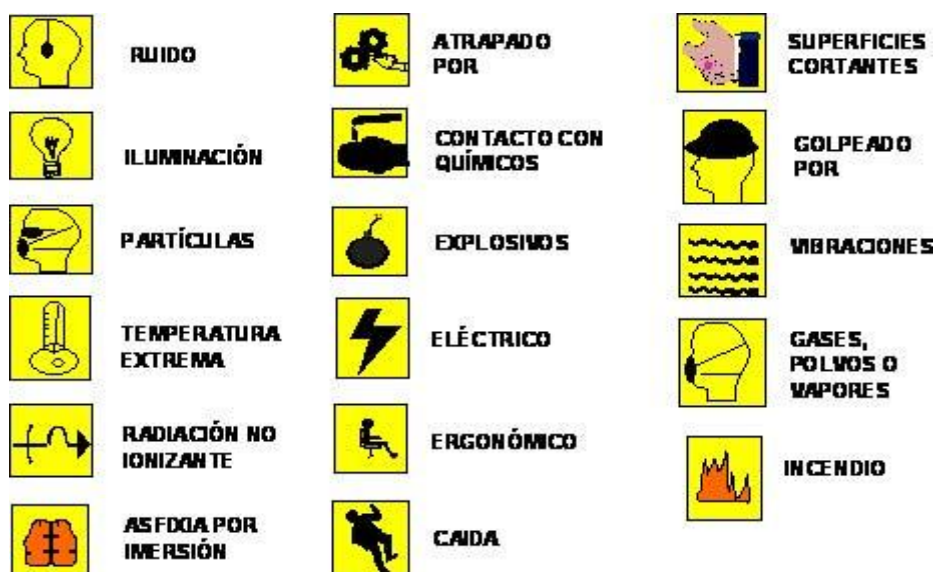 RUIDO
ILUMINACIÓN
PARTÍCULAS
TEMPERATURA
EXTREMA
RADIACIÓN NO
IONIZANTE
ASFIXIA POR
IMERSIÓN
ATRAPADO
POR
CONTACTO CON
QUÍMICOS
EXPLOSIVOS
ELÉCTRICO
ERGONÓMICO
CAIDA
SUPERFICIES
CORTANTES
GOLPEADO
POR
VIBRACIONES
GASES,
POLVOS O
VAPORES
INCENDIO